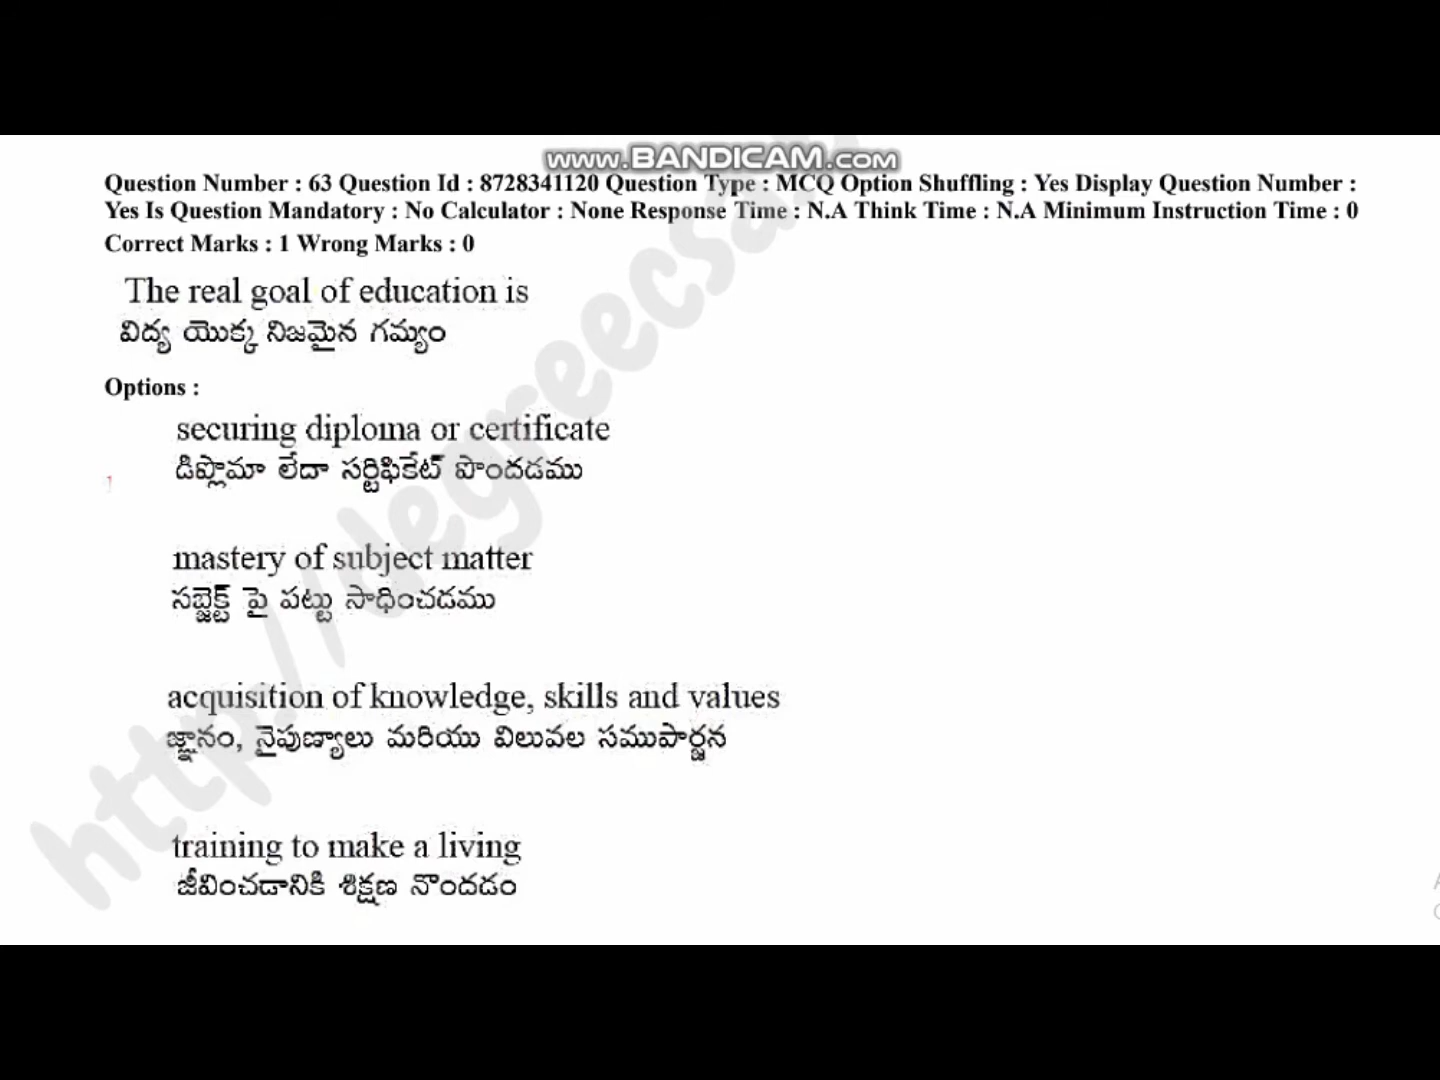 www.BANDICAM.com
Question Number : 63 Question Id : 8728341120 Question Type : MCQ Option Shuffling : Yes Display Question Number :
Yes Is Question Mandatory : No Calculator : None Response Time : N.A Think Time : N.A Minimum Instruction Time : 0
Correct Marks : 1 Wrong Marks : 0
The real goal of education is
విద్య యొక్క నిజమైన గమ్యం
Options :
securing diploma or certificate
డిప్లొమా లేదా సర్టిఫికేట్ పొందడము
1
mastery of subject matter
సబ్జెక్ట్ పై పట్టు సాధించడము
acquisition of knowledge, skills and values
జ్ఞానం, నైపుణ్యాలు మరియు విలువల సముపార్జన
training to make a living
జీవించడానికి శిక్షణ నొందడం